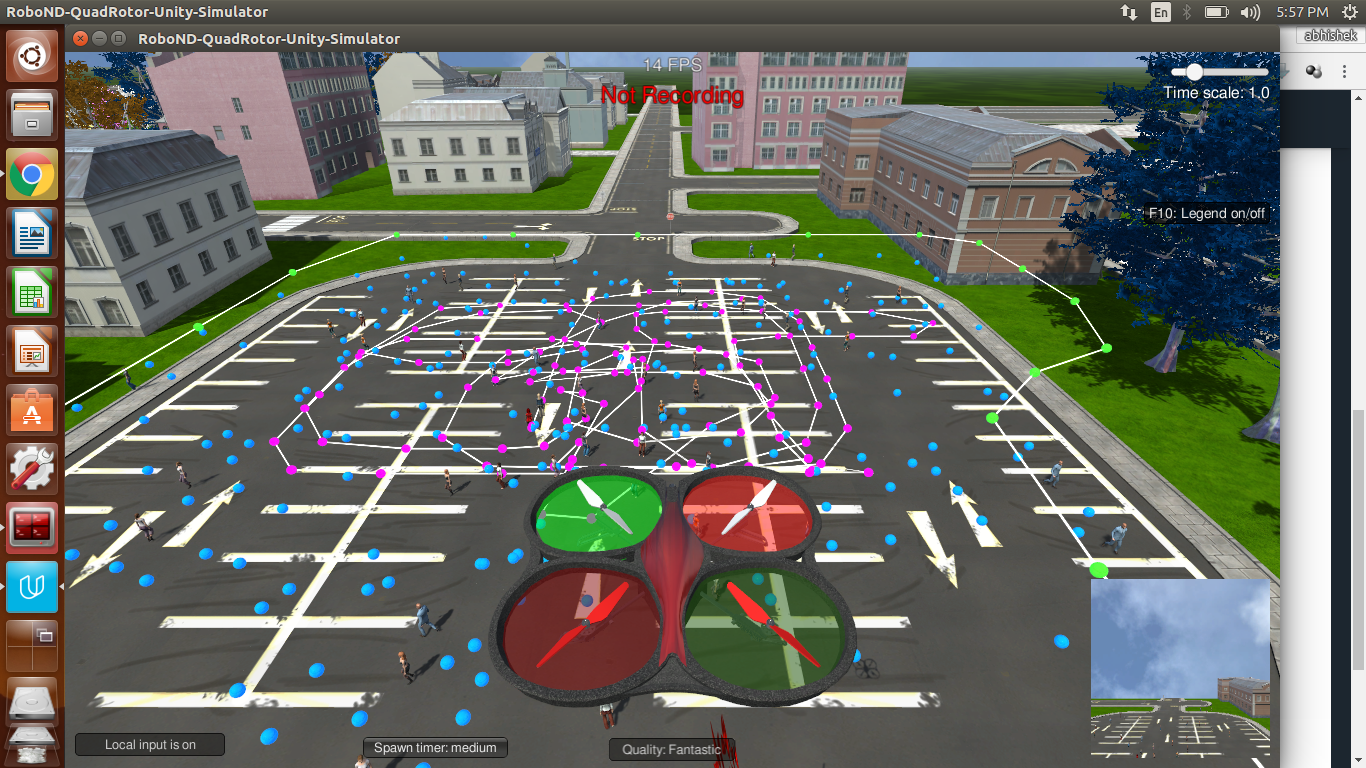 RoboND-QuadRotor-Unity-Simulator
En
5:57 PM
RoboND-QuadRotor-Unity-Simulator
abhishek
14 FPS
Not Recording
Time scale: 1.0
F10: Legend on/off
STOP
STOP
Local input is on
Spawn timer: medium
Quality: Fantastic